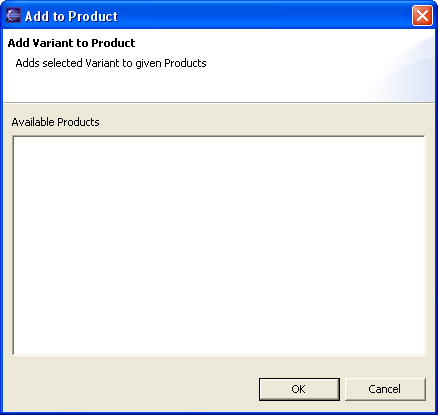 Add to Product
Add Variant to Product
Adds selected Variant to given Products
Available Products
OK
Cancel